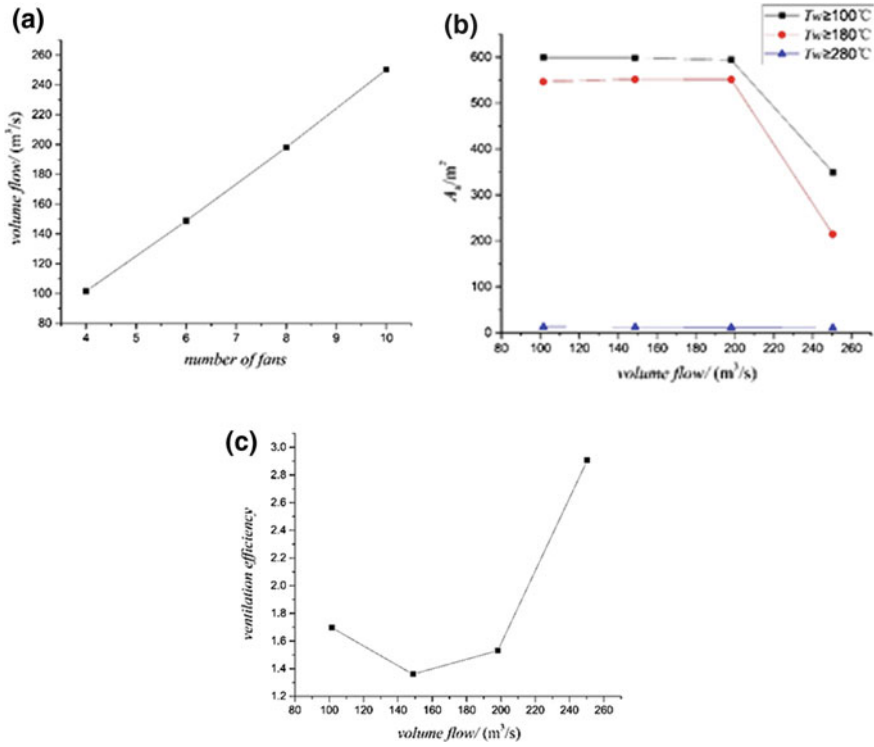 (a)
260
240
220
200
180
160
140
120
100
80
volume flow/ (m³/s)
4 5 6 7 8 9 10
number of fans
(b)
Tw≥100℃
Tw≥180℃
Tw≥280℃
600
500
400
300
200
100
0
Aₐ/m²
80 100 120 140 160 180 200 220 240 260
volume flow/ (m³/s)
(c)
3.0
2.8
2.6
2.4
2.2
2.0
1.8
1.6
1.4
1.2
ventilation efficiency
80 100 120 140 160 180 200 220 240 260
volume flow/ (m³/s)